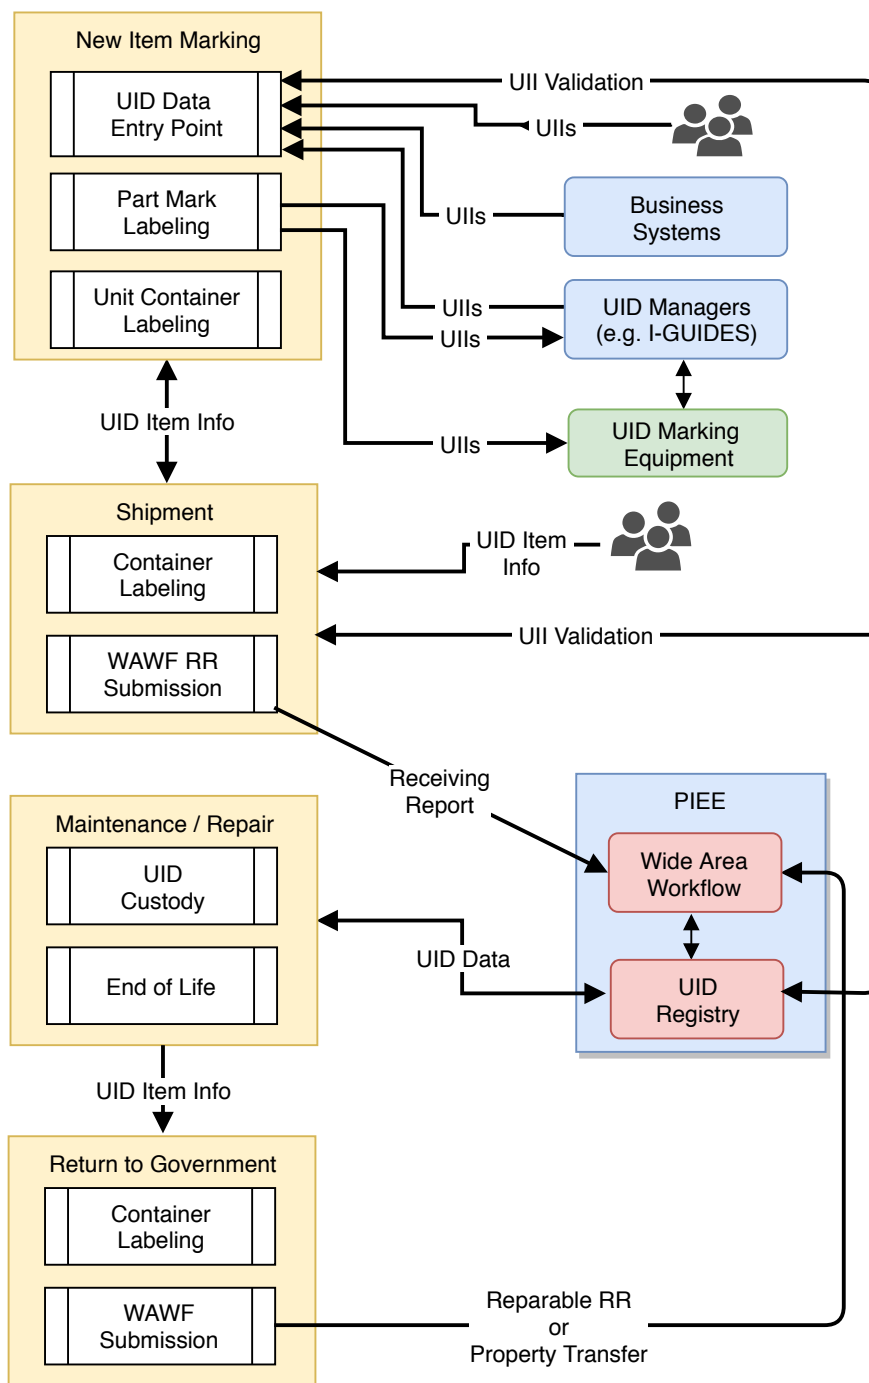 New Item Marking
UID Data
Entry Point
Part Mark
Labeling
Unit Container
Labeling
UII Validation
UIIs
UIIs
Business
Systems
UIIs
UIIs
UID Managers
(e.g. I-GUIDES)
UIIs
UID Marking
Equipment
UID Item Info
Shipment
Container
Labeling
WAWF RR
Submission
UID Item
Info
UII Validation
Receiving
Report
PIEE
Wide Area
Workflow
UID
Registry
Maintenance / Repair
UID
Custody
End of Life
UID Data
UID Item Info
Return to Government
Container
Labeling
WAWF
Submission
Reparable RR
or
Property Transfer